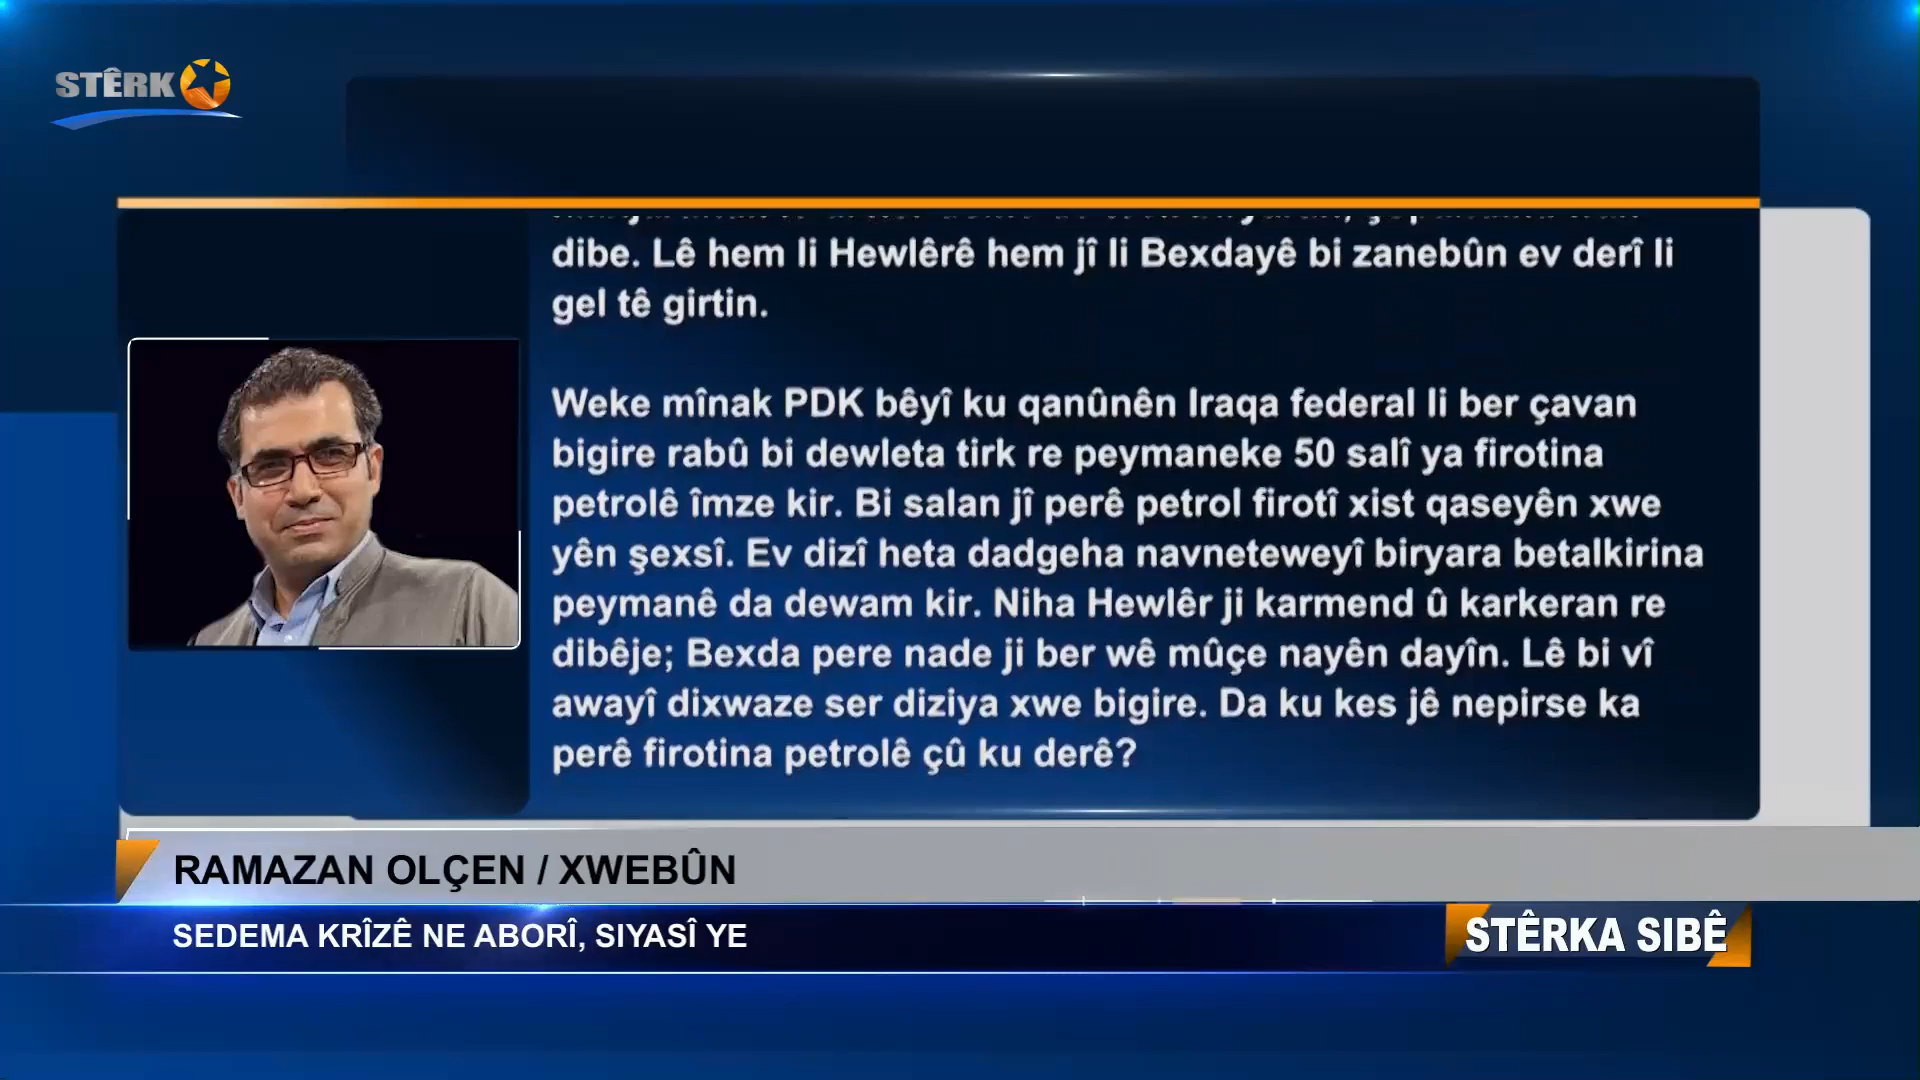 STÊRK
dibe. Lê hem li Hewlêrê hem jî li Bexdayê bi zanebûn ev derî li
gel tê girtin.
Weke mînak PDK bêyî ku qanûnên Iraqa federal li ber çavan
bigire rabû bi dewleta tirk re peymaneke 50 salî ya firotina
petrolê îmze kir. Bi salan jî perê petrol firotî xist qaseyên xwe
yên şexsî. Ev dizî heta dadgeha navneteweyî biryara betalkirina
peymanê da dewam kir. Niha Hewlêr ji karmend û karkeran re
dibêje; Bexda pere nade ji ber wê mûçe nayên dayîn. Lê bi vî
awayî dixwaze ser diziya xwe bigire. Da ku kes jê nepirse ka
perê firotina petrolê çû ku derê?
RAMAZAN OLÇEN / XWEBÛN
SEDEMA KRÎZÊ NE ABORÎ, SIYASÎ YE
STÊRKA SIBÊ